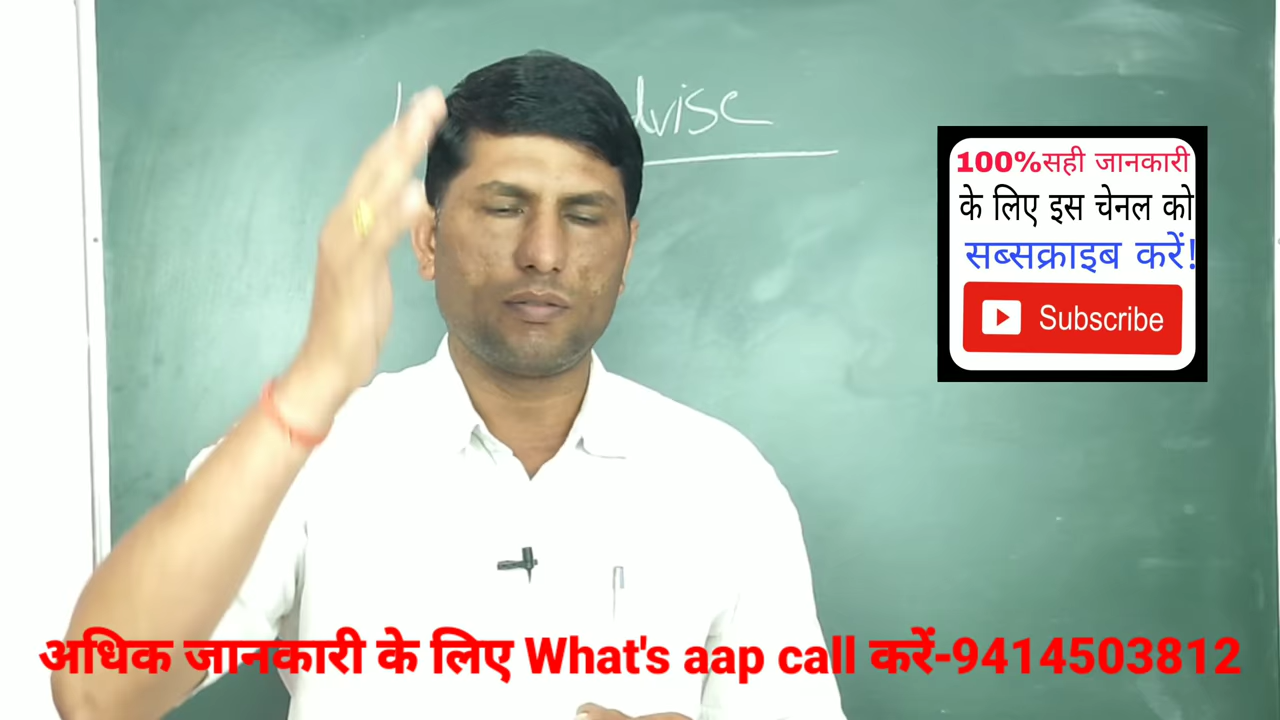 100%सही जानकारी
के लिए इस चेनल को
सब्सक्राइब करें!
Subscribe
अधिक जानकारी के लिए What's aap call करें-9414503812